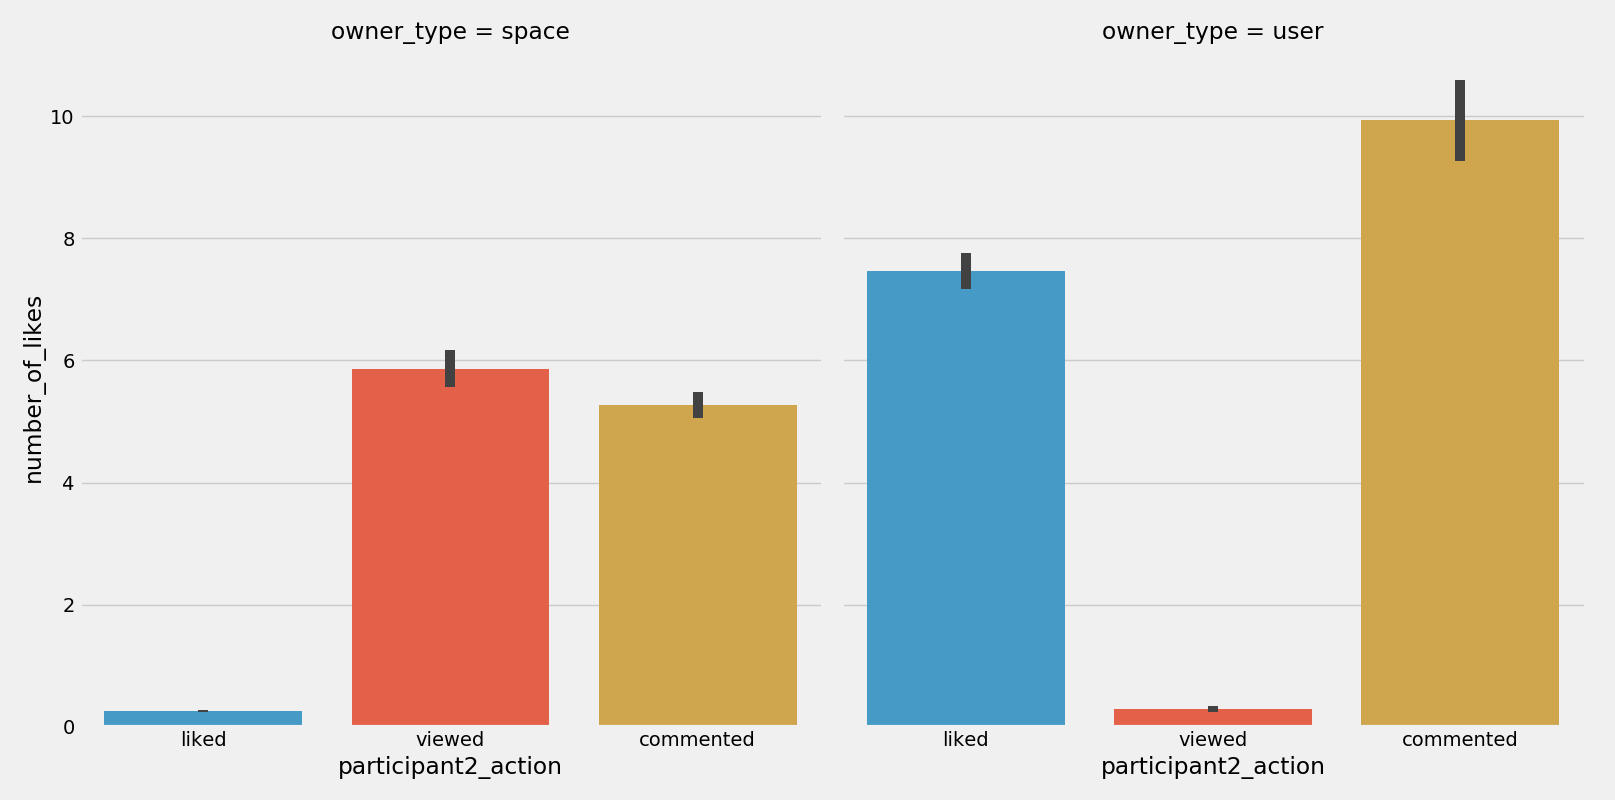 owner_type = space
owner_type = user
number_of_likes
10
8
6
4
2
0
liked
viewed
commented
liked
viewed
commented
participant2_action
participant2_action